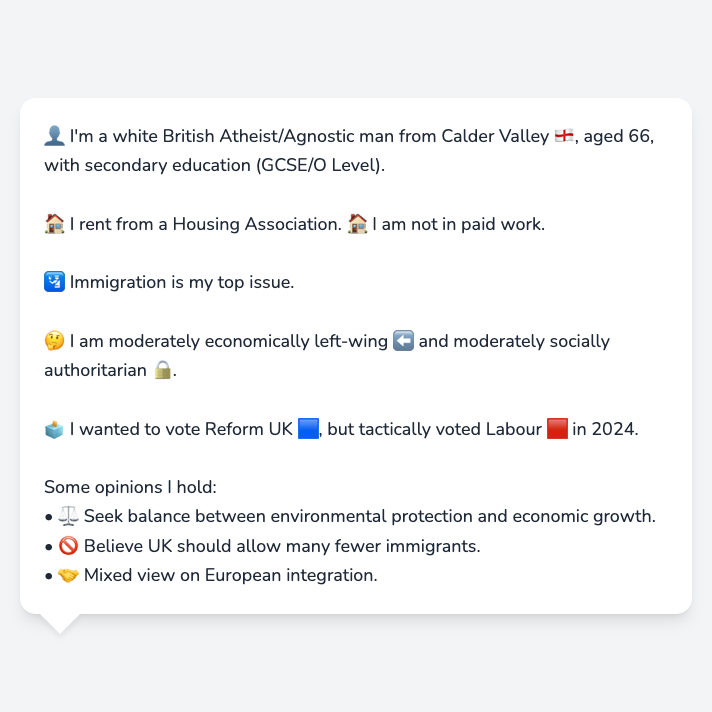 👤 I'm a white British Atheist/Agnostic man from Calder Valley 🏴󠁧󠁢󠁥󠁮󠁧󠁿, aged 66,
with secondary education (GCSE/O Level).
🏠 I rent from a Housing Association. 🏠 I am not in paid work.
🛂 Immigration is my top issue.
🤔 I am moderately economically left-wing ⬅️ and moderately socially
authoritarian 🔒.
🗳️ I wanted to vote Reform UK 🟦, but tactically voted Labour 🟥 in 2024.
Some opinions I hold:
• ⚖️ Seek balance between environmental protection and economic growth.
• 🚫 Believe UK should allow many fewer immigrants.
• 🤝 Mixed view on European integration.